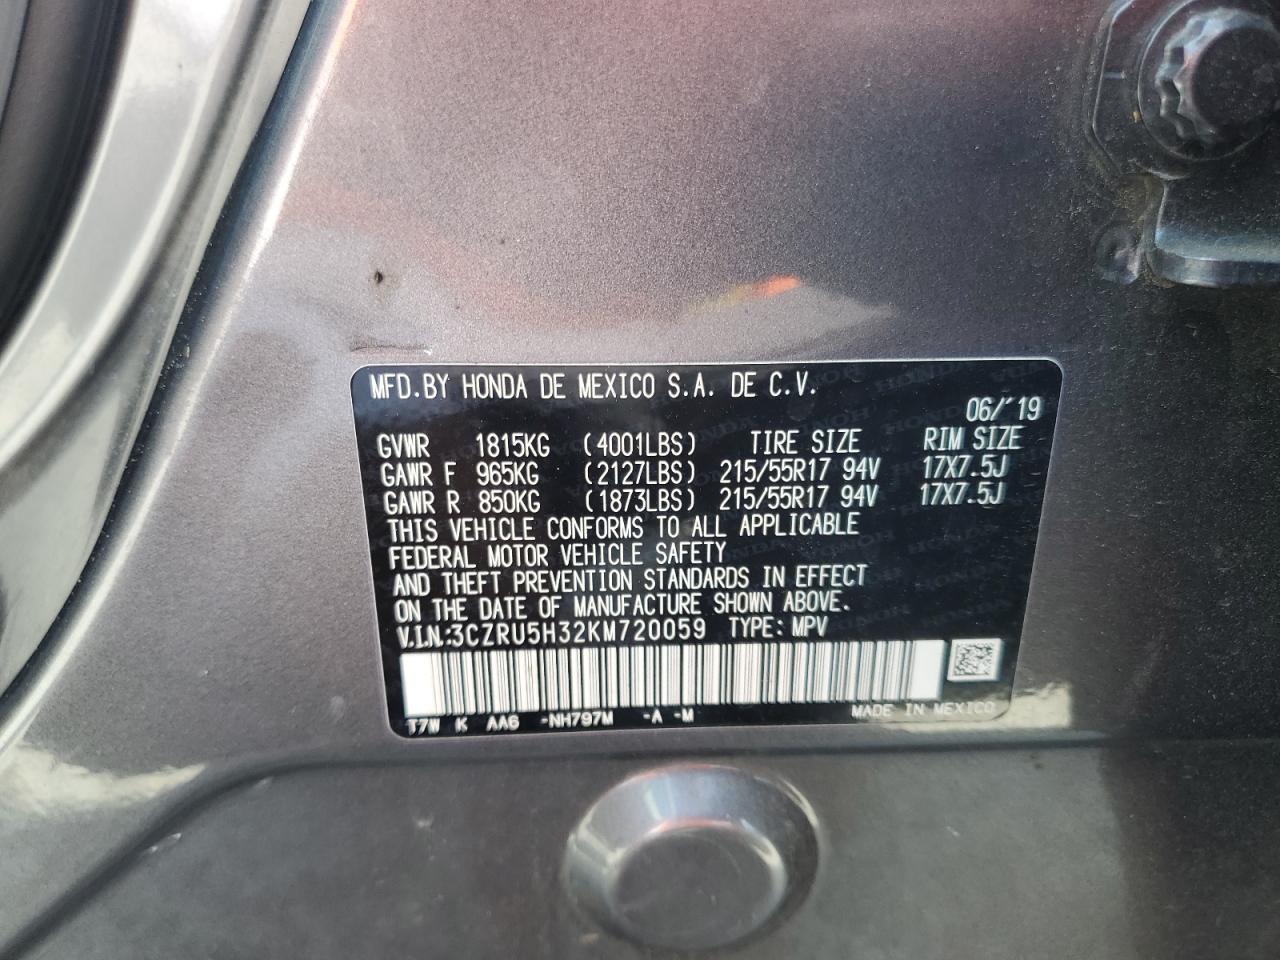 MFD.BY HONDA DE MEXICO S.A. DE C.V.
06/'19
GVWR 1815KG (4001LBS) TIRE SIZE RIM SIZE
GAWR F 965KG (2127LBS) 215/55R17 94V 17X7.5J
GAWR R 850KG (1873LBS) 215/55R17 94V 17X7.5J
THIS VEHICLE CONFORMS TO ALL APPLICABLE
FEDERAL MOTOR VEHICLE SAFETY
AND THEFT PREVENTION STANDARDS IN EFFECT
ON THE DATE OF MANUFACTURE SHOWN ABOVE.
V.I.N.:3CZRU5H32KM720059 TYPE: MPV
T7W K AA6 -NH797M -A -M
MADE IN MEXICO